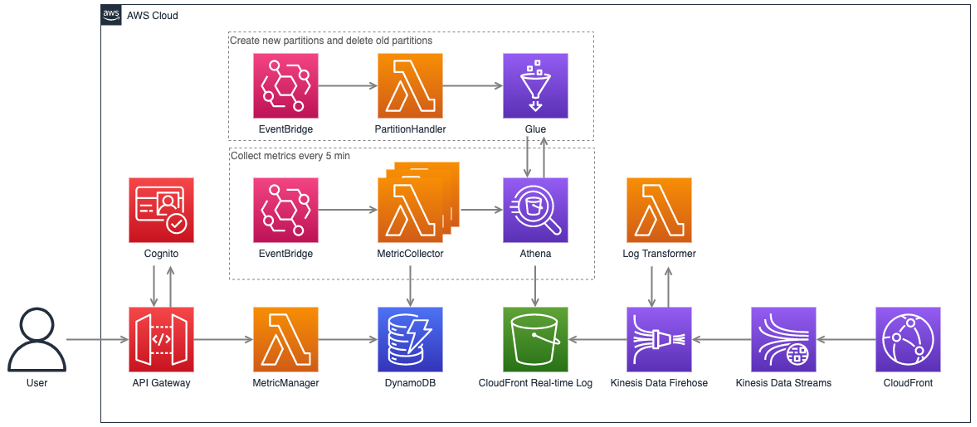 aws
AWS Cloud
Create new partitions and delete old partitions
EventBridge
PartitionHandler
Glue
Collect metrics every 5 min
Cognito
EventBridge
MetricCollector
Athena
Log Transformer
User
API Gateway
MetricManager
DynamoDB
CloudFront Real-time Log
Kinesis Data Firehose
Kinesis Data Streams
CloudFront